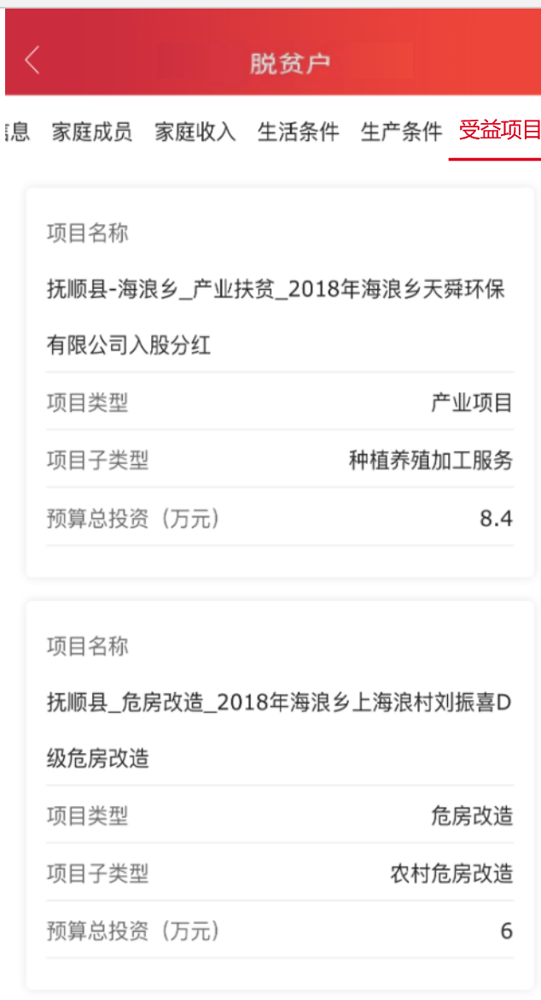 脱贫户
信息 家庭成员 家庭收入 生活条件 生产条件 受益项目
项目名称
抚顺县-海浪乡_产业扶贫_2018年海浪乡天舜环保
有限公司入股分红
项目类型 产业项目
项目子类型 种植养殖加工服务
预算总投资（万元） 8.4
项目名称
抚顺县_危房改造_2018年海浪乡上海浪村刘振喜D
级危房改造
项目类型 危房改造
项目子类型 农村危房改造
预算总投资（万元） 6